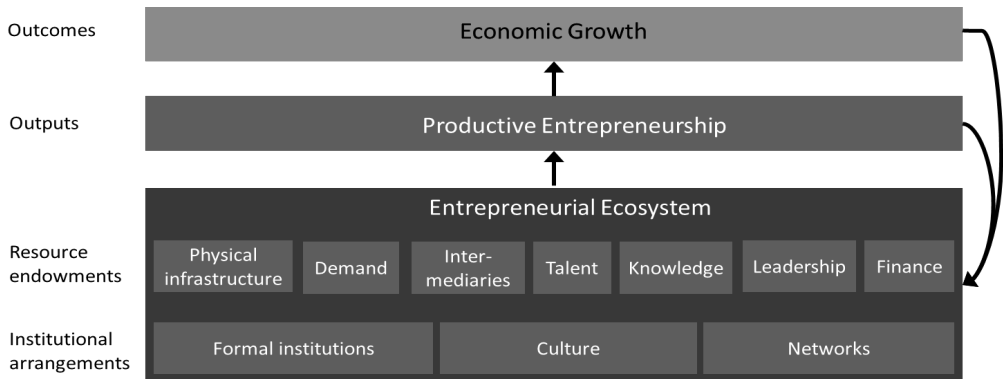 Outcomes
Economic Growth
Outputs
Productive Entrepreneurship
Entrepreneurial Ecosystem
Resource
endowments
Physical
infrastructure
Demand
Inter-
mediaries
Talent
Knowledge
Leadership
Finance
Institutional
arrangements
Formal institutions
Culture
Networks